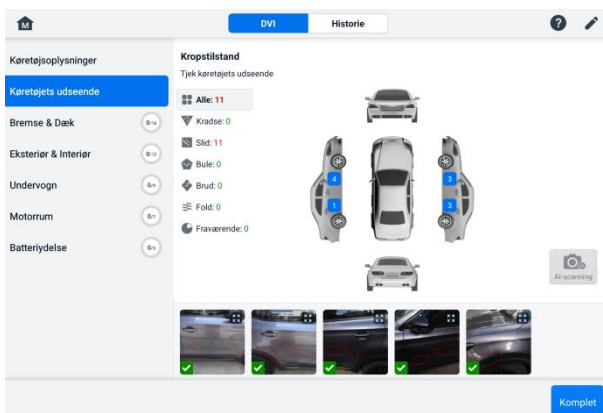 M
DVI
Historie
?
Køretøjsoplysninger
Køretøjets udseende
Bremse & Dæk
Eksteriør & Interiør
Undervogn
Motorrum
Batteriydelse
Kropstilstand
Tjek køretøjets udseende
Alle: 11
Kradse: 0
Slid: 11
Bule: 0
Brud: 0
Fold: 0
Fraværende: 0
4
3
1
3
AI-scanning
Komplet